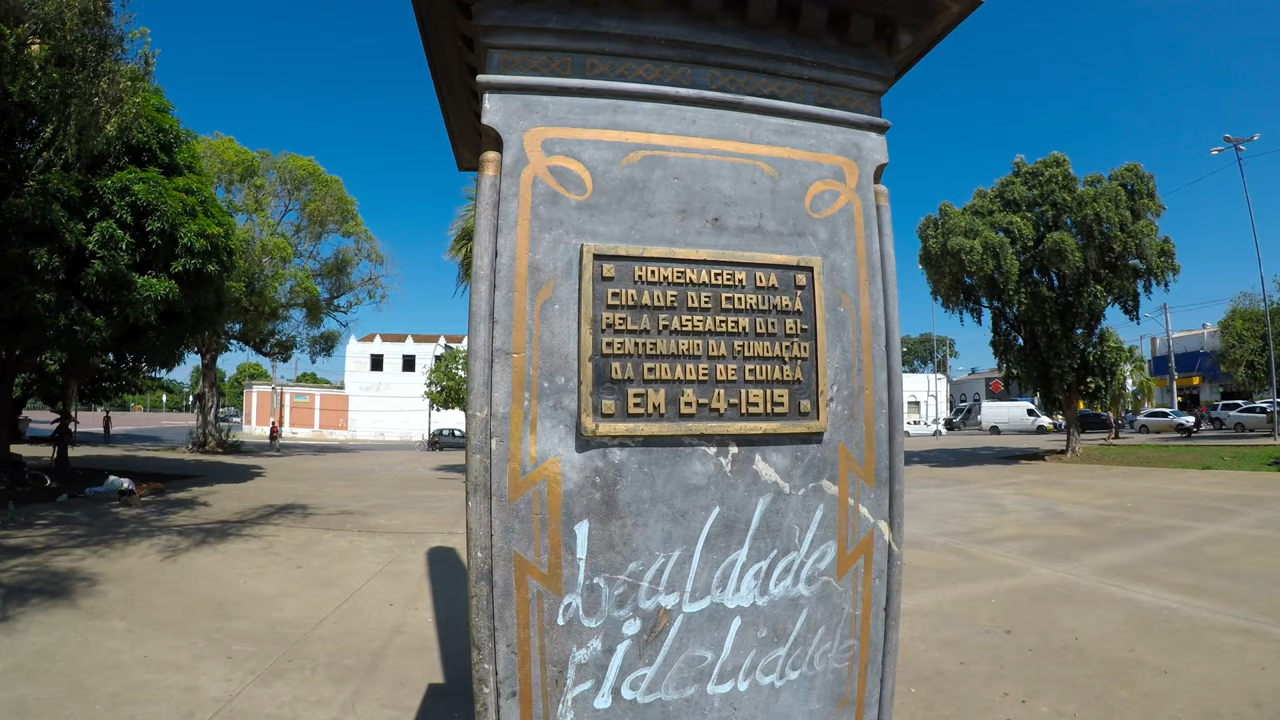 HOMENAGEM DA
CIDADE DE CORUMBÁ
PELA FASSAGEM DO BI-
CENTENARIO DA FUNDAÇÃO
DA CIDADE DE CUIABÁ
EM 8-4-1919
Lealdade
Fidelidade